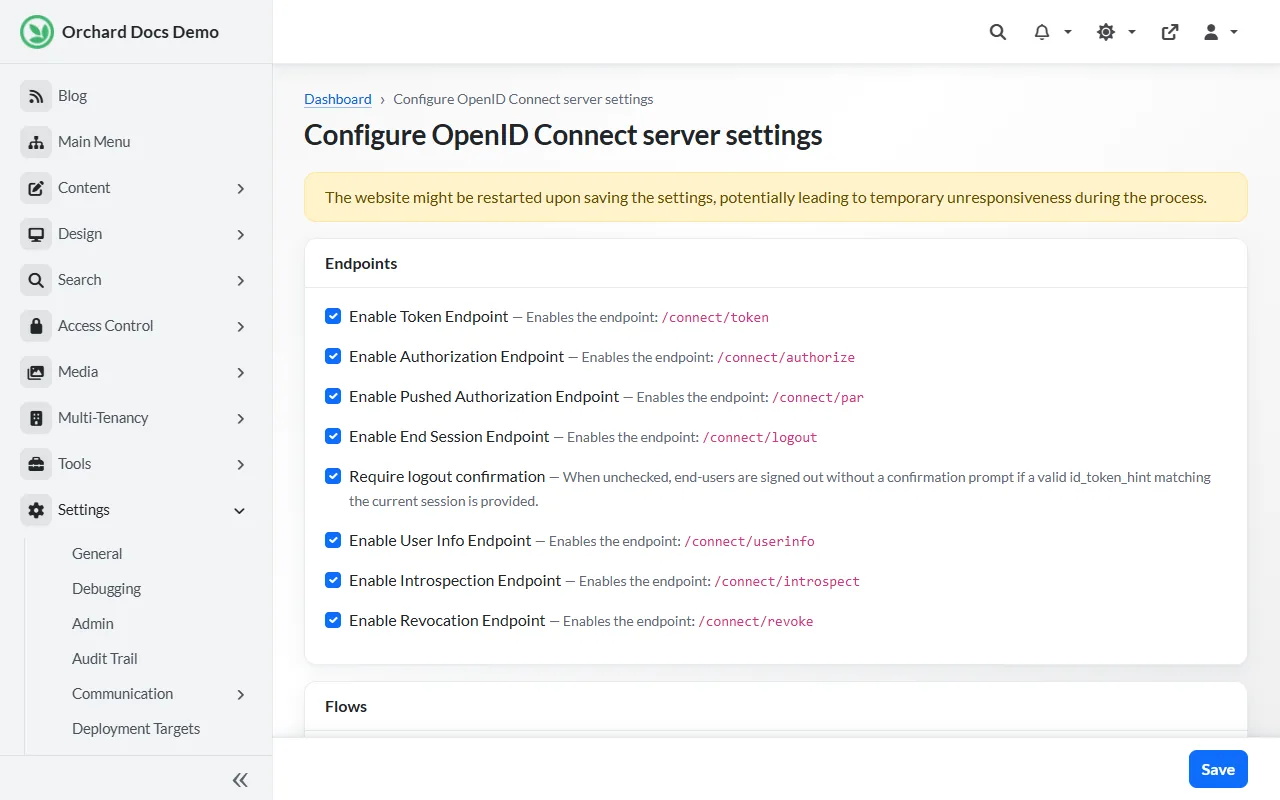 Orchard Docs Demo
Blog
Main Menu
Content
Design
Search
Access Control
Media
Multi-Tenancy
Tools
Settings
General
Debugging
Admin
Audit Trail
Communication
Deployment Targets
Dashboard › Configure OpenID Connect server settings
Configure OpenID Connect server settings
The website might be restarted upon saving the settings, potentially leading to temporary unresponsiveness during the process.
Endpoints
Enable Token Endpoint — Enables the endpoint: /connect/token
Enable Authorization Endpoint — Enables the endpoint: /connect/authorize
Enable Pushed Authorization Endpoint — Enables the endpoint: /connect/par
Enable End Session Endpoint — Enables the endpoint: /connect/logout
Require logout confirmation — When unchecked, end-users are signed out without a confirmation prompt if a valid id_token_hint matching
the current session is provided.
Enable User Info Endpoint — Enables the endpoint: /connect/userinfo
Enable Introspection Endpoint — Enables the endpoint: /connect/introspect
Enable Revocation Endpoint — Enables the endpoint: /connect/revoke
Flows
Save